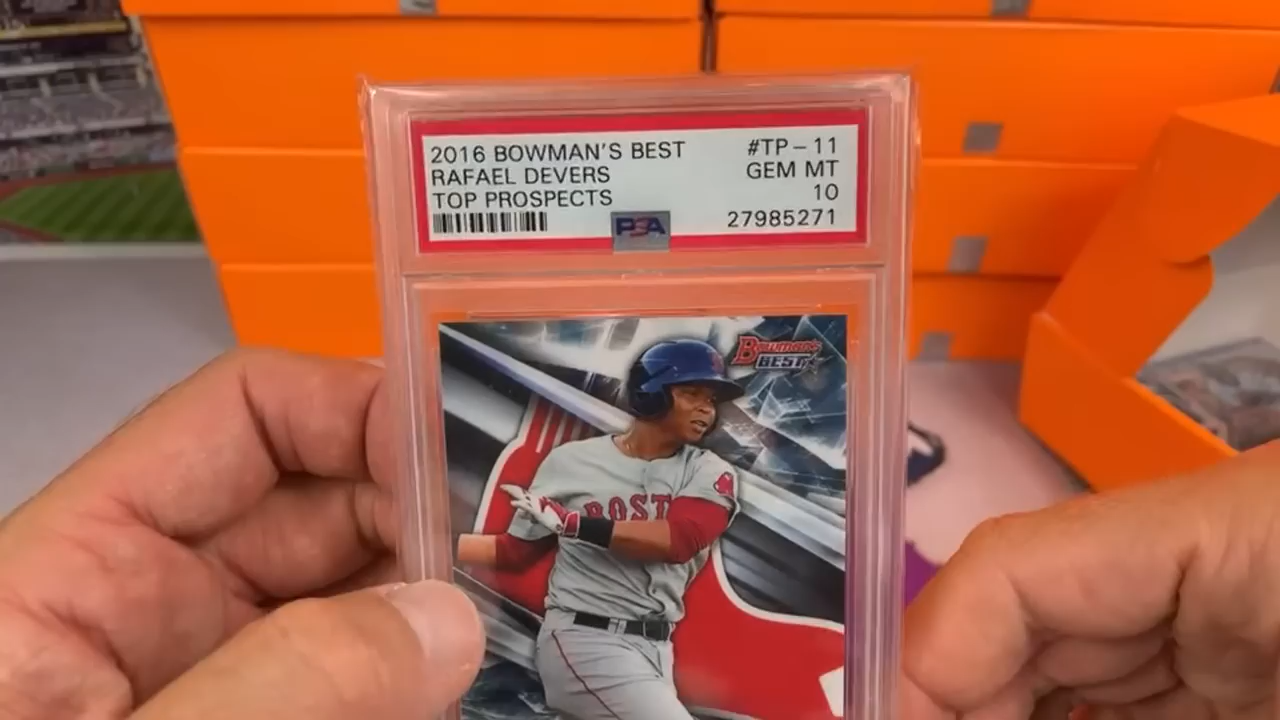 2016 BOWMAN'S BEST #TP-11
RAFAEL DEVERS GEM MT
TOP PROSPECTS 10
PSA 27985271
Bowman's
BEST
BOST